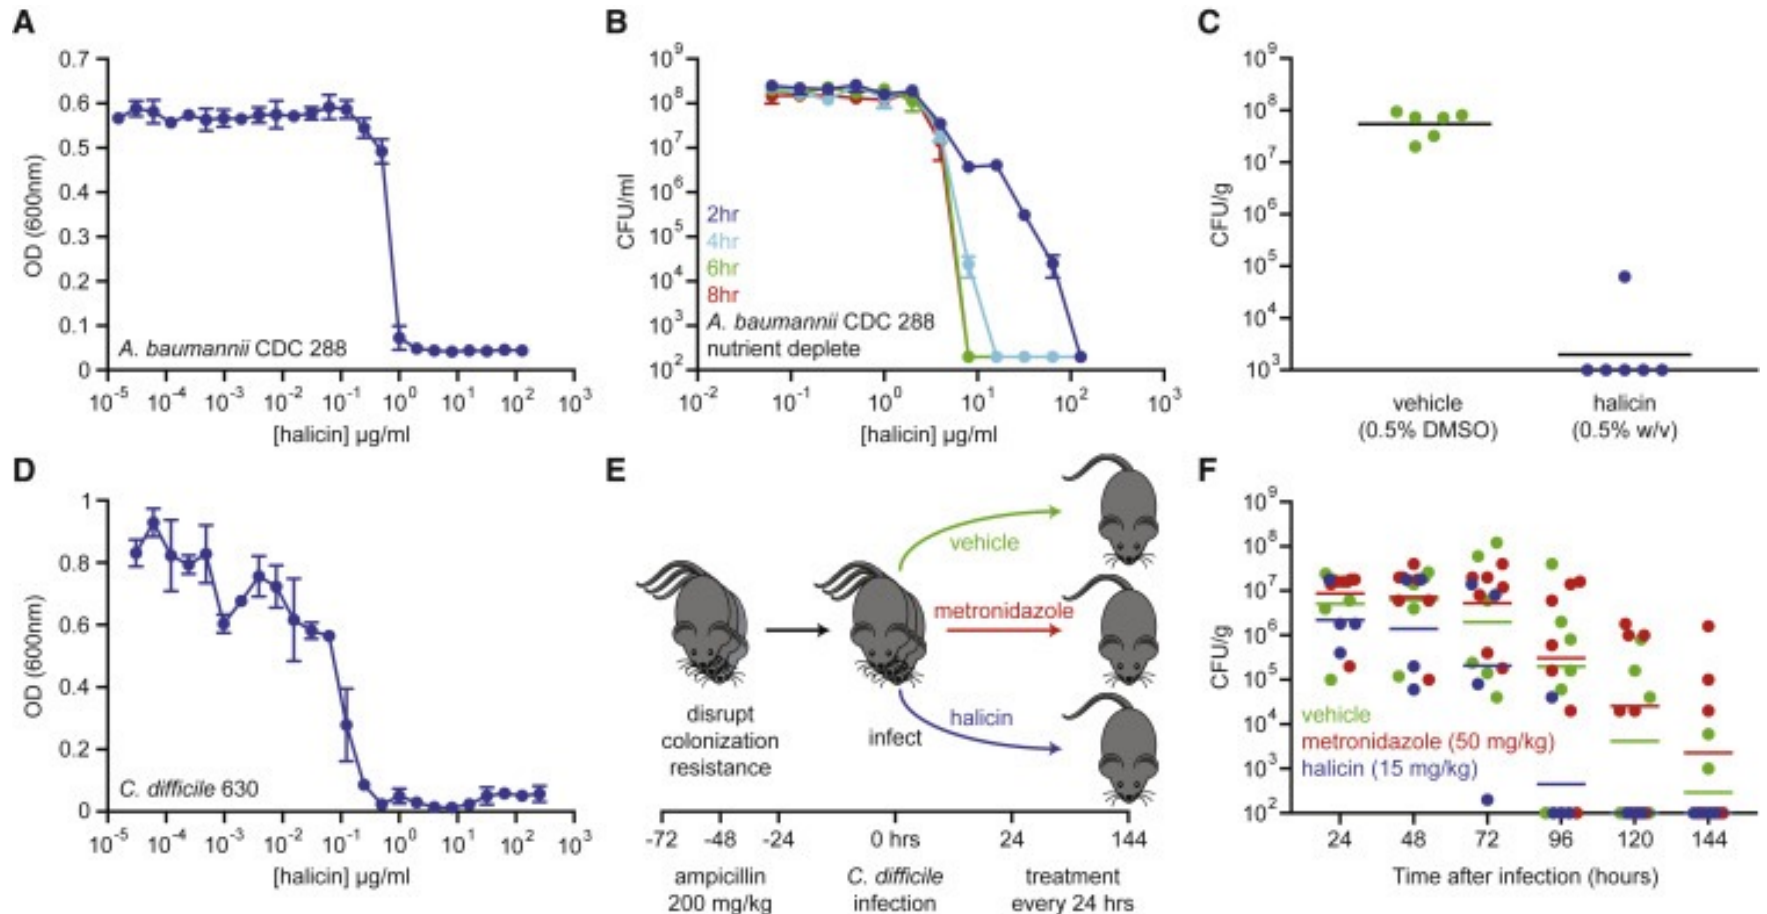 A
0.7
0.6
0.5
0.4
0.3
0.2
0.1
0
OD (600nm)
A. baumannii CDC 288
10-5 10-4 10-3 10-2 10-1 100 101 102 103
[halicin] µg/ml
B
109
108
107
106
105
104
103
102
CFU/ml
2hr
4hr
6hr
8hr
A. baumannii CDC 288
nutrient deplete
10-2 10-1 100 101 102 103
[halicin] µg/ml
C
109
108
107
106
105
104
103
CFU/g
vehicle
(0.5% DMSO)
halicin
(0.5% w/v)
D
1
0.8
0.6
0.4
0.2
0
OD (600nm)
C. difficile 630
10-5 10-4 10-3 10-2 10-1 100 101 102 103
[halicin] µg/ml
E
vehicle
metronidazole
halicin
disrupt
colonization
resistance
infect
-72 -48 -24 0 hrs 24 144
ampicillin
200 mg/kg
C. difficile
infection
treatment
every 24 hrs
F
109
108
107
106
105
104
103
102
CFU/g
vehicle
metronidazole (50 mg/kg)
halicin (15 mg/kg)
24 48 72 96 120 144
Time after infection (hours)